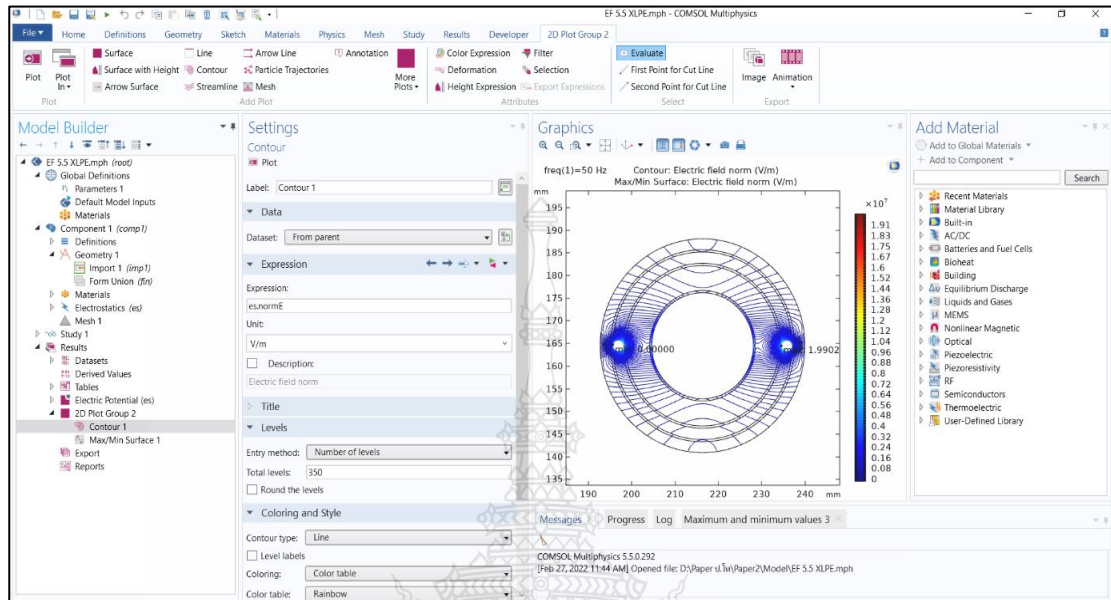 EF 5.5 XLPE.mph - COMSOL Multiphysics
File Home Definitions Geometry Sketch Materials Physics Mesh Study Results Developer 2D Plot Group 2
Plot
Plot In
Plot
Surface
Surface with Height
Arrow Surface
Line
Contour
Streamline
Arrow Line
Particle Trajectories
Mesh
Annotation
More Plots
Add Plot
Color Expression
Deformation
Height Expression
Filter
Selection
Export Expressions
Attributes
Evaluate
First Point for Cut Line
Second Point for Cut Line
Select
Image
Animation
Export
Model Builder
EF 5.5 XLPE.mph (root)
Global Definitions
Parameters 1
Default Model Inputs
Materials
Component 1 (comp1)
Definitions
Geometry 1
Import 1 (imp1)
Form Union (fin)
Materials
Electrostatics (es)
Mesh 1
Study 1
Results
Datasets
Derived Values
Tables
Electric Potential (es)
2D Plot Group 2
Contour 1
Max/Min Surface 1
Export
Reports
Settings
Contour
Plot
Label: Contour 1
Data
Dataset: From parent
Expression
Expression:
es.normE
Unit:
V/m
Description:
Electric field norm
Title
Levels
Entry method: Number of levels
Total levels: 350
Round the levels
Coloring and Style
Contour type: Line
Level labels
Coloring: Color table
Color table: Rainbow
Graphics
freq(1)=50 Hz Contour: Electric field norm (V/m)
Max/Min Surface: Electric field norm (V/m)
mm
195
190
185
180
175
170
165
160
155
150
145
140
135
190 200 210 220 230 240 mm
×10⁷
1.91
1.83
1.75
1.67
1.6
1.52
1.44
1.36
1.28
1.2
1.12
1.04
0.96
0.88
0.8
0.72
0.64
0.56
0.48
0.4
0.32
0.24
0.16
0.08
0
Messages Progress Log Maximum and minimum values 3
COMSOL Multiphysics 5.5.0.292
[Feb 27, 2022 11:44 AM] Opened file: D:\Paper ป.โท\Paper2\Model\EF 5.5 XLPE.mph
Add Material
Add to Global Materials
Add to Component
Search
Recent Materials
Material Library
Built-in
AC/DC
Batteries and Fuel Cells
Bioheat
Building
Equilibrium Discharge
Liquids and Gases
MEMS
Nonlinear Magnetic
Optical
Piezoelectric
Piezoresistivity
RF
Semiconductors
Thermoelectric
User-Defined Library